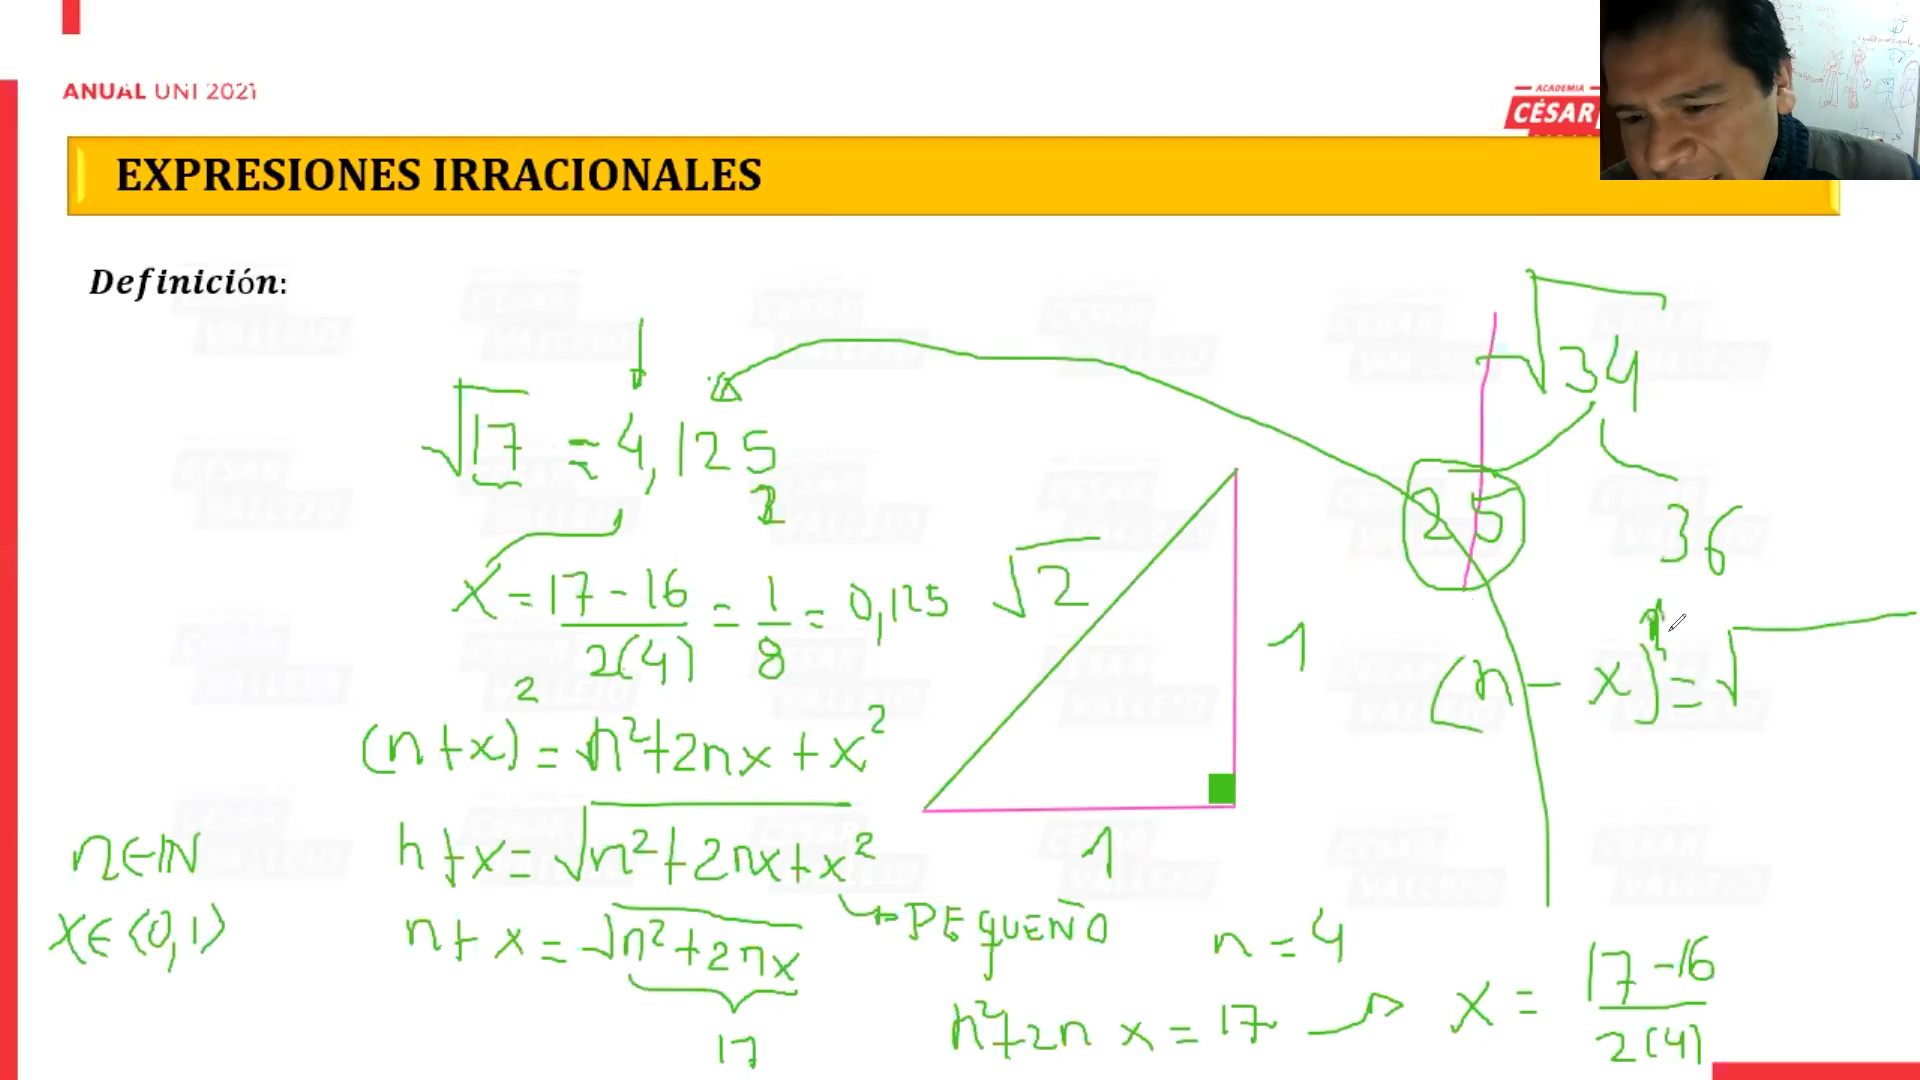 ANUAL UNI 2021
ACADEMIA
CÉSAR
EXPRESIONES IRRACIONALES
Definición:
√34
√17 = 4,125
2
25
36
x = 17-16 / 2(4) = 1/8 = 0,125
√2
1
1
(n - x) = √
(n+x)² = n²+2nx+x²
n+x = √n²+2nx+x²
n∈ℕ
x∈⟨0,1⟩
PEQUEÑO
n+x = √n²+2nx
17
n = 4
n²+2nx = 17 → x = 17-16 / 2(4)